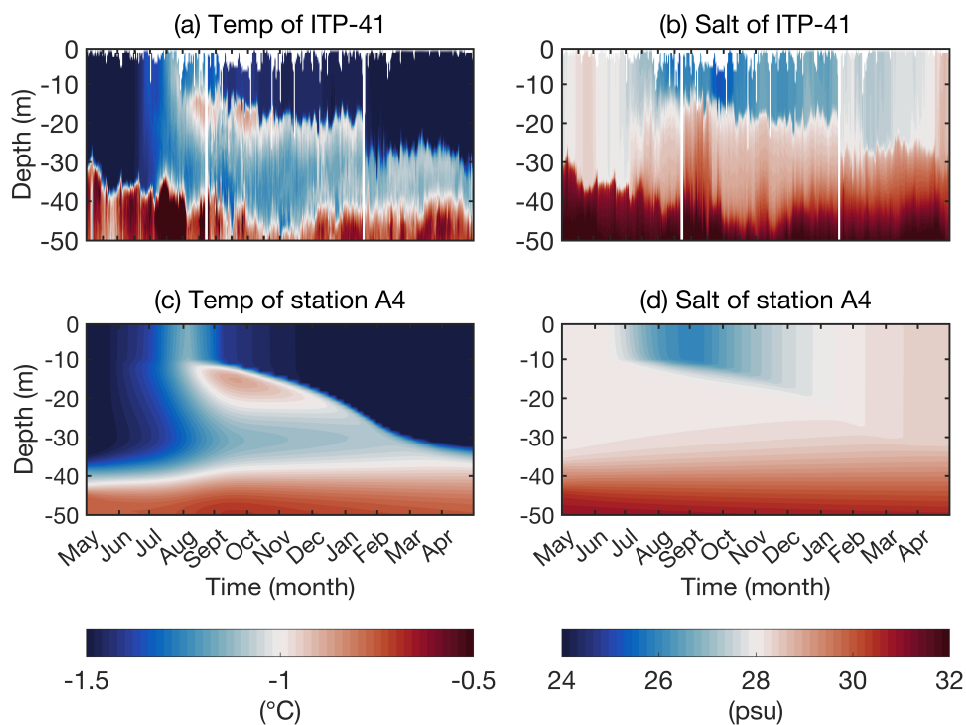 (a) Temp of ITP-41
(b) Salt of ITP-41
Depth (m)
0
-10
-20
-30
-40
-50
0
-10
-20
-30
-40
-50
(c) Temp of station A4
(d) Salt of station A4
Depth (m)
0
-10
-20
-30
-40
-50
0
-10
-20
-30
-40
-50
May Jun Jul Aug Sept Oct Nov Dec Jan Feb Mar Apr
May Jun Jul Aug Sept Oct Nov Dec Jan Feb Mar Apr
Time (month)
Time (month)
-1.5 -1 -0.5
24 26 28 30 32
(°C)
(psu)